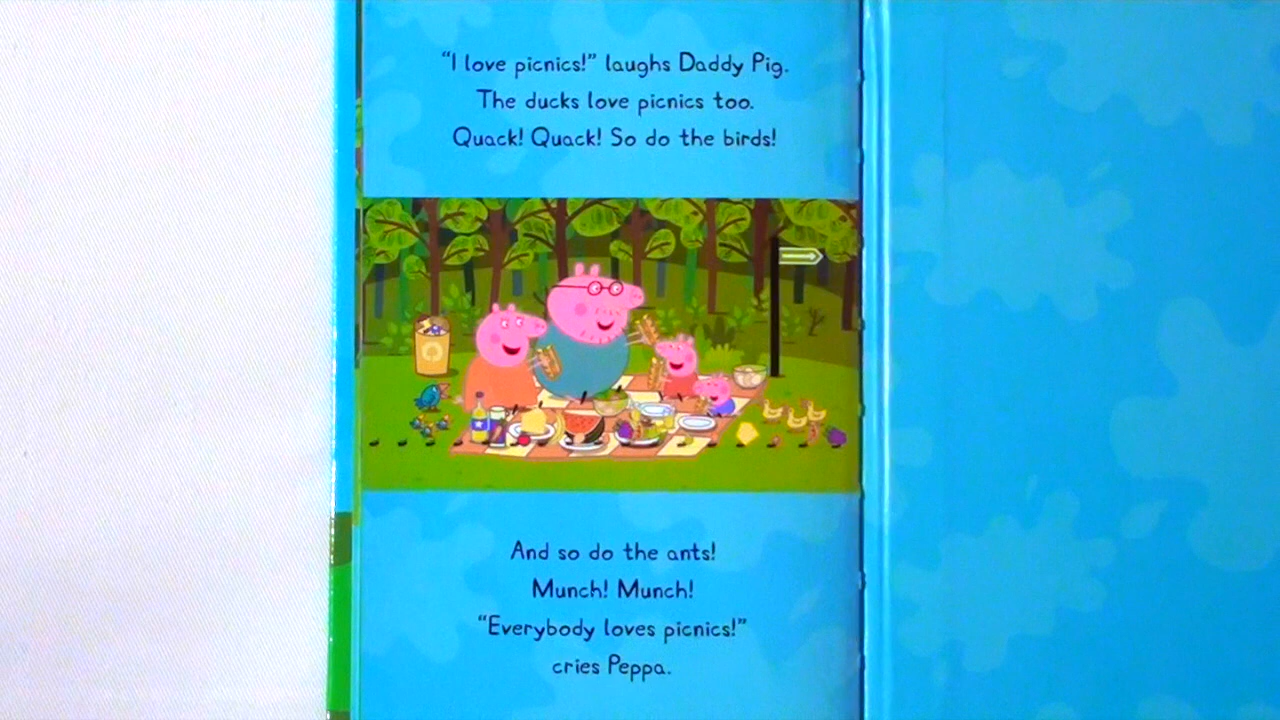 “I love picnics!” laughs Daddy Pig.
The ducks love picnics too.
Quack! Quack! So do the birds!
And so do the ants!
Munch! Munch!
“Everybody loves picnics!”
cries Peppa.